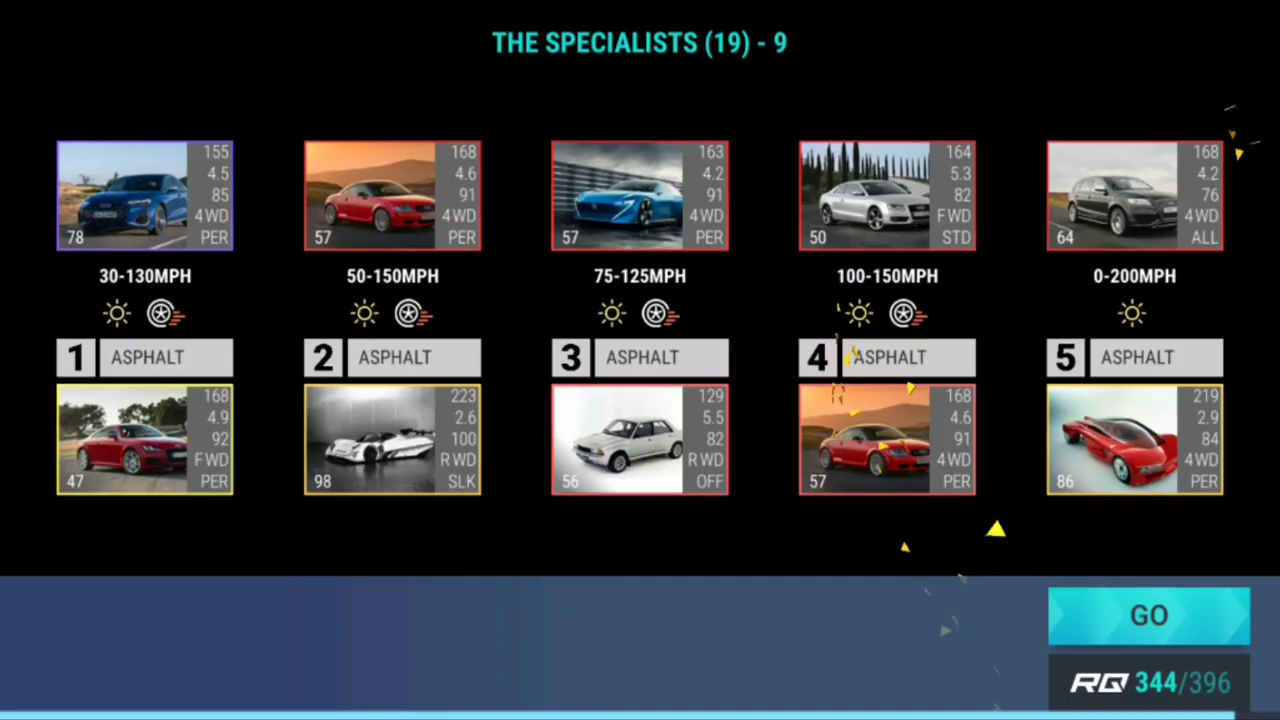 THE SPECIALISTS (19) - 9
155
4.5
85
4WD
PER
78
168
4.6
91
4WD
PER
57
163
4.2
91
4WD
PER
57
164
5.3
82
FWD
STD
50
168
4.2
76
4WD
ALL
64
30-130MPH
50-150MPH
75-125MPH
100-150MPH
0-200MPH
1 ASPHALT
2 ASPHALT
3 ASPHALT
4 ASPHALT
5 ASPHALT
168
4.9
92
FWD
PER
47
223
2.6
100
RWD
SLK
98
129
5.5
82
RWD
OFF
56
168
4.6
91
4WD
PER
57
219
2.9
84
4WD
PER
86
GO
RQ 344/396